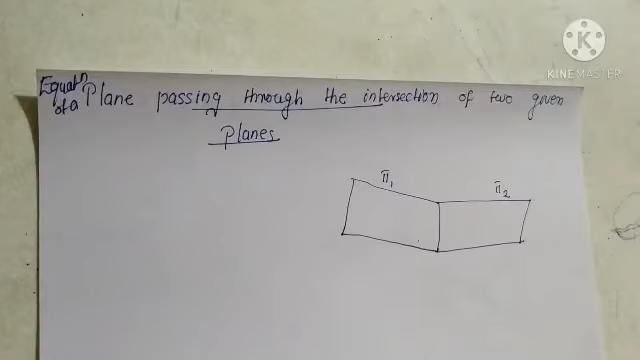 Equatn of a Plane passing through the intersection of two given
Planes
π₁
π₂
K
KINEMASTER